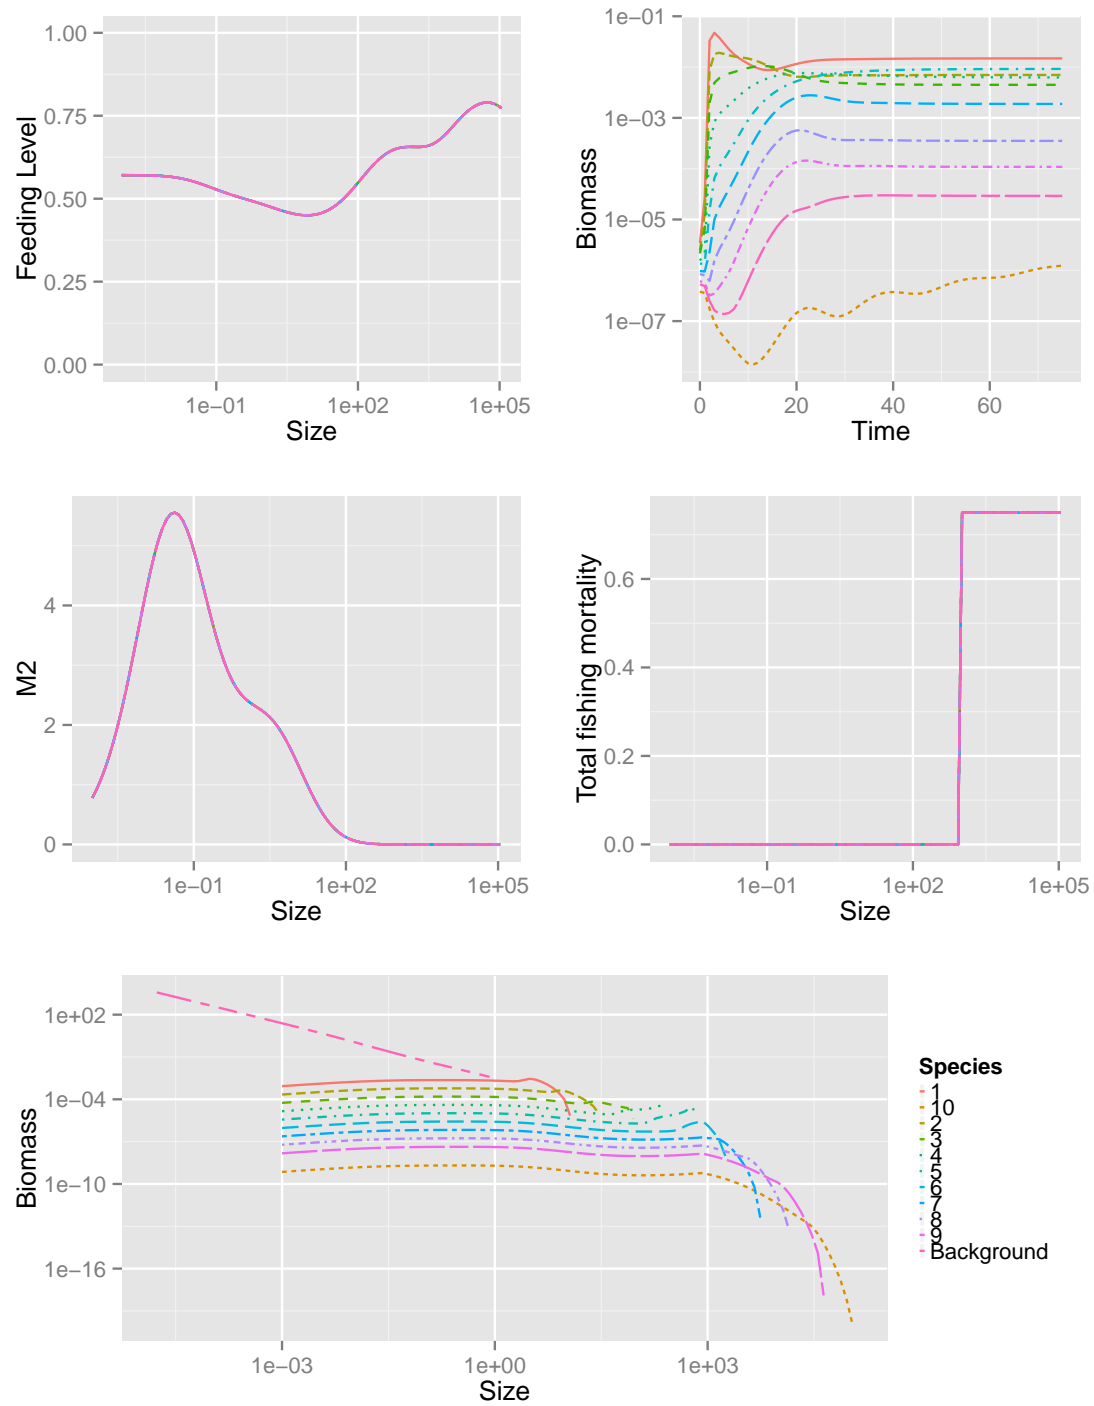 1.00
0.75
0.50
0.25
0.00
Feeding Level
1e−01
1e+02
1e+05
Size
1e−01
1e−03
1e−05
1e−07
Biomass
0
20
40
60
Time
4
2
0
M2
1e−01
1e+02
1e+05
Size
0.6
0.4
0.2
0.0
Total fishing mortality
1e−01
1e+02
1e+05
Size
1e+02
1e−04
1e−10
1e−16
Biomass
1e−03
1e+00
1e+03
Size
Species
1
10
2
3
4
5
6
7
8
9
Background